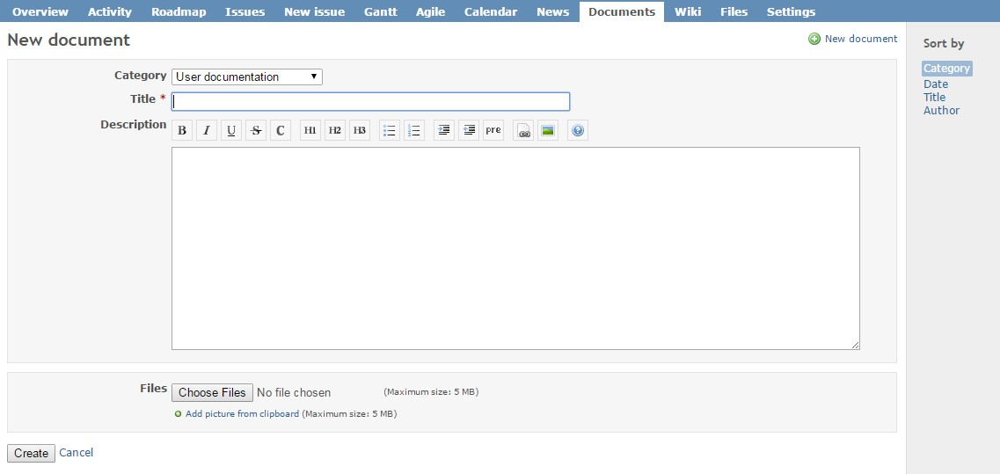 Overview Activity Roadmap Issues New issue Gantt Agile Calendar News Documents Wiki Files Settings
New document
New document
Category User documentation
Title *
Description B I U S C H1 H2 H3 pre
Files Choose Files No file chosen (Maximum size: 5 MB)
Add picture from clipboard (Maximum size: 5 MB)
Create Cancel
Sort by
Category
Date
Title
Author